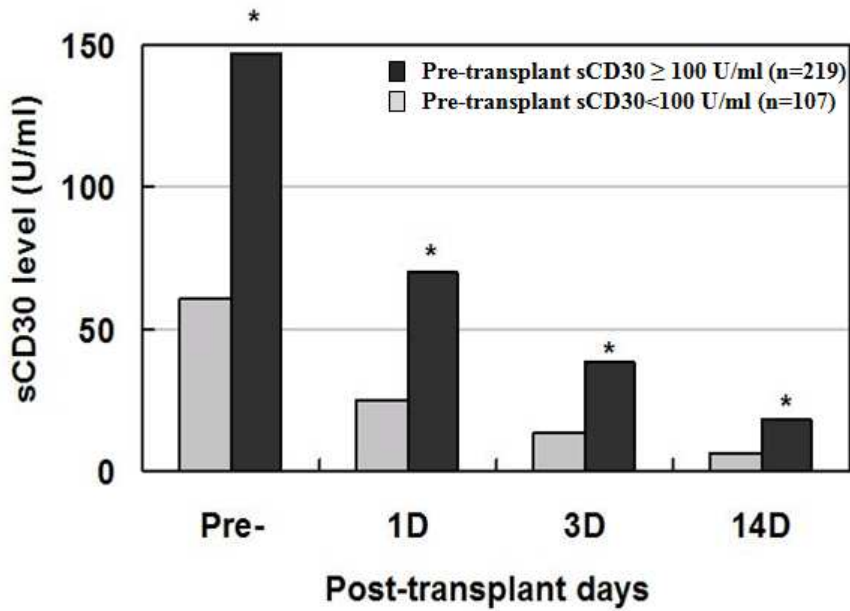 *
150
Pre-transplant sCD30 ≥ 100 U/ml (n=219)
Pre-transplant sCD30<100 U/ml (n=107)
100
*
50
*
*
0
sCD30 level (U/ml)
Pre- 1D 3D 14D
Post-transplant days